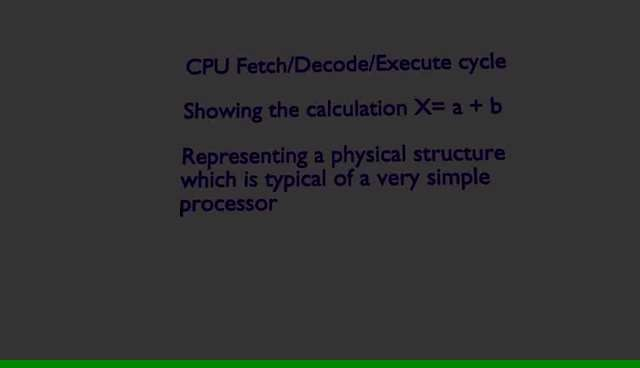 CPU Fetch/Decode/Execute cycle
Showing the calculation X= a + b
Representing a physical structure
which is typical of a very simple
processor